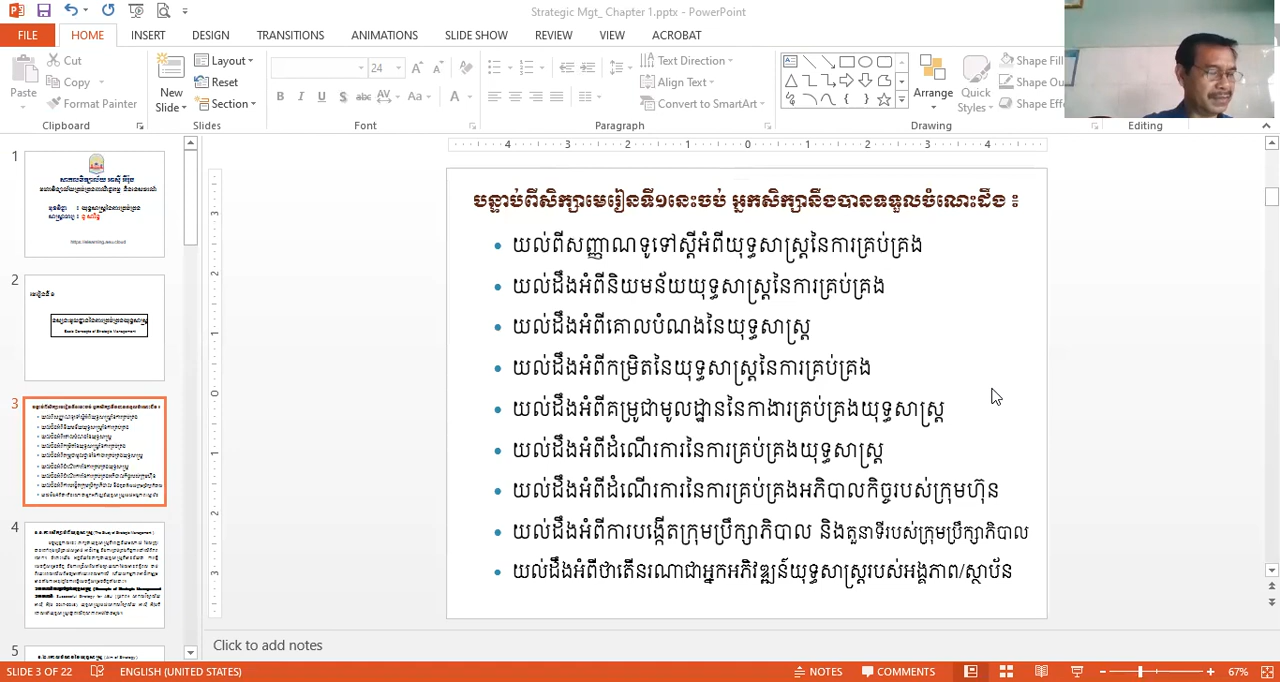 Strategic Mgt_ Chapter 1.pptx - PowerPoint
FILE HOME INSERT DESIGN TRANSITIONS ANIMATIONS SLIDE SHOW REVIEW VIEW ACROBAT
Paste
Cut
Copy
Format Painter
Clipboard
New
Slide
Layout
Reset
Section
Slides
24
Font
Text Direction
Align Text
Convert to SmartArt
Paragraph
Arrange
Quick
Styles
Shape Fill
Drawing
Editing
1
2
3
4
5
https://elearning.aeu.cloud
Basic Concepts of Strategic Management
បន្ទាប់ពីសិក្សាមេរៀនទី១នេះចប់ អ្នកសិក្សានឹងបានទទួលចំណេះដឹង ៖
• យល់ពីសញ្ញាណទូទៅស្តីអំពីយុទ្ធសាស្ត្រនៃការគ្រប់គ្រង
• យល់ដឹងអំពីនិយមន័យយុទ្ធសាស្ត្រនៃការគ្រប់គ្រង
• យល់ដឹងអំពីគោលបំណងនៃយុទ្ធសាស្ត្រ
• យល់ដឹងអំពីកម្រិតនៃយុទ្ធសាស្ត្រនៃការគ្រប់គ្រង
• យល់ដឹងអំពីគម្រូជាមូលដ្ឋាននៃកាងារគ្រប់គ្រងយុទ្ធសាស្ត្រ
• យល់ដឹងអំពីដំណើរការនៃការគ្រប់គ្រងយុទ្ធសាស្ត្រ
• យល់ដឹងអំពីដំណើរការនៃការគ្រប់គ្រងអភិបាលកិច្ចរបស់ក្រុមហ៊ុន
• យល់ដឹងអំពីការបង្កើតក្រុមប្រឹក្សាភិបាល និងតួនាទីរបស់ក្រុមប្រឹក្សាភិបាល
• យល់ដឹងអំពីថាតើនរណាជាអ្នកអភិវឌ្ឍន៍យុទ្ធសាស្ត្ររបស់អង្គភាព/ស្ថាប័ន
Click to add notes
SLIDE 3 OF 22 ENGLISH (UNITED STATES) NOTES COMMENTS 67%